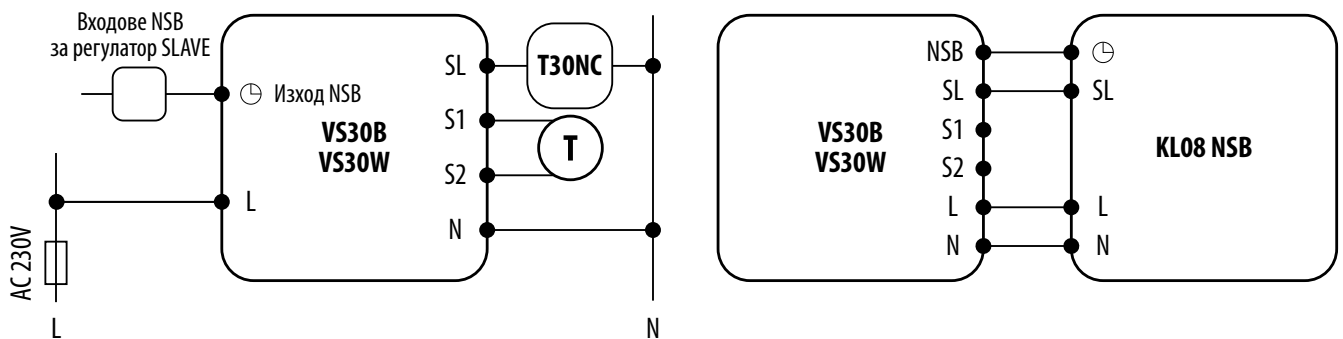 Входове NSB
за регулатор SLAVE
Изход NSB
VS30B
VS30W
SL
S1
S2
N
L
T30NC
T
AC 230V
L
N
VS30B
VS30W
NSB
SL
S1
S2
L
N
SL
L
N
KL08 NSB